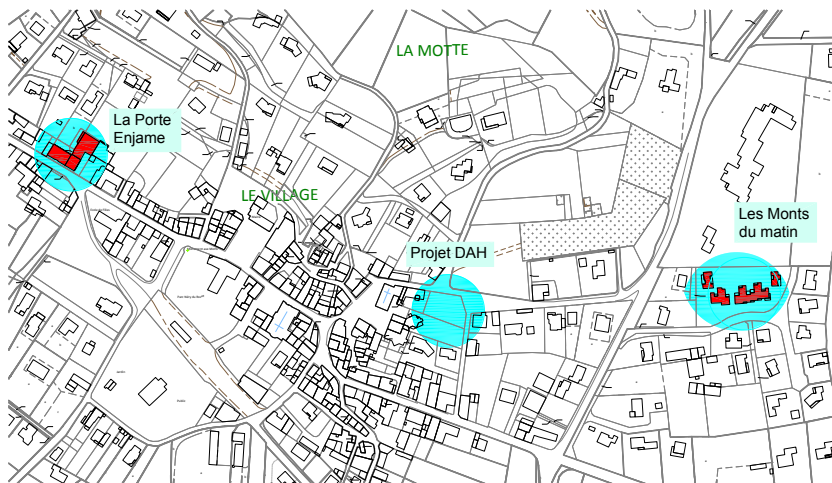 LA MOTTE
La Porte
Enjame
LE VILLAGE
Les Monts
du matin
Projet DAH